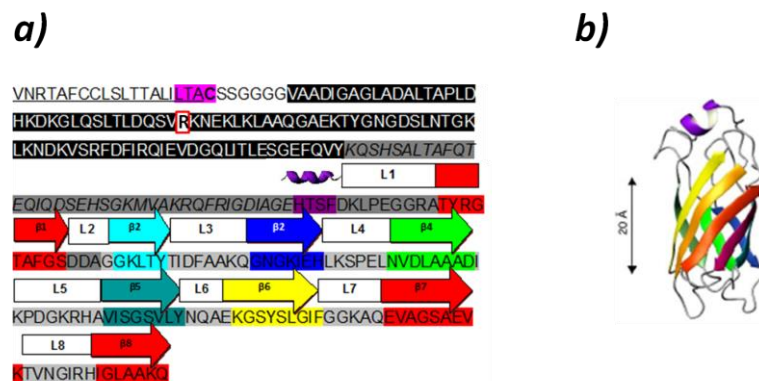 a)
b)
VNRTAFCCLSLTTALILTACSSGGGGVAADIGAGLADALTAPLD
HKDKGLQSLTLDQSVRKNEKLKLAAQGAEKTYGNGDSLNTGK
LKNDKVSRFDFIRQIEVDGQLITLESGEFQVYKQSHSALTAFQT
L1
EQIQDSEHSGKMVAKRQFRIGDIAGEHTSFDKLPEGGRATYRG
β1 L2 β2 L3 β2 L4 β4
TAFGSDDAGGKLTYTIDFAAKQGNGKIEHLKSPELNVDLAAADI
L5 β5 L6 β6 L7 β7
KPDGKRHAVISGSVLYNQAEKGSYSLGIFGGKAQEVAGSAEV
L8 β8
KTVNGIRHIGLAAKQ
20 Å